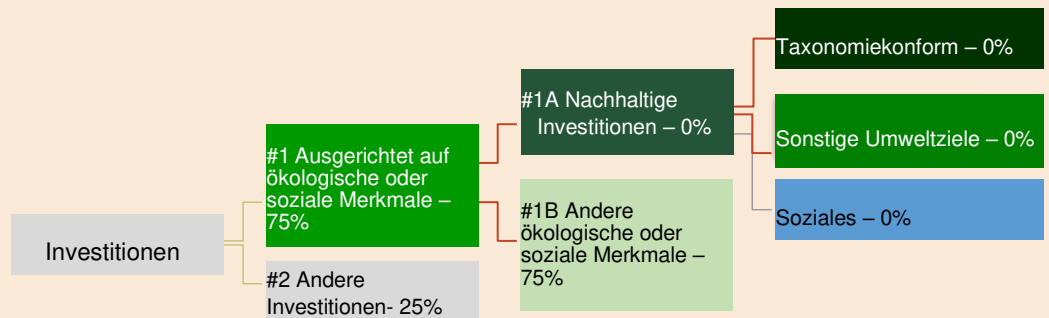 Investitionen
#1 Ausgerichtet auf
ökologische oder
soziale Merkmale –
75%
#2 Andere
Investitionen- 25%
#1A Nachhaltige
Investitionen – 0%
#1B Andere
ökologische oder
soziale Merkmale –
75%
Taxonomiekonform – 0%
Sonstige Umweltziele – 0%
Soziales – 0%